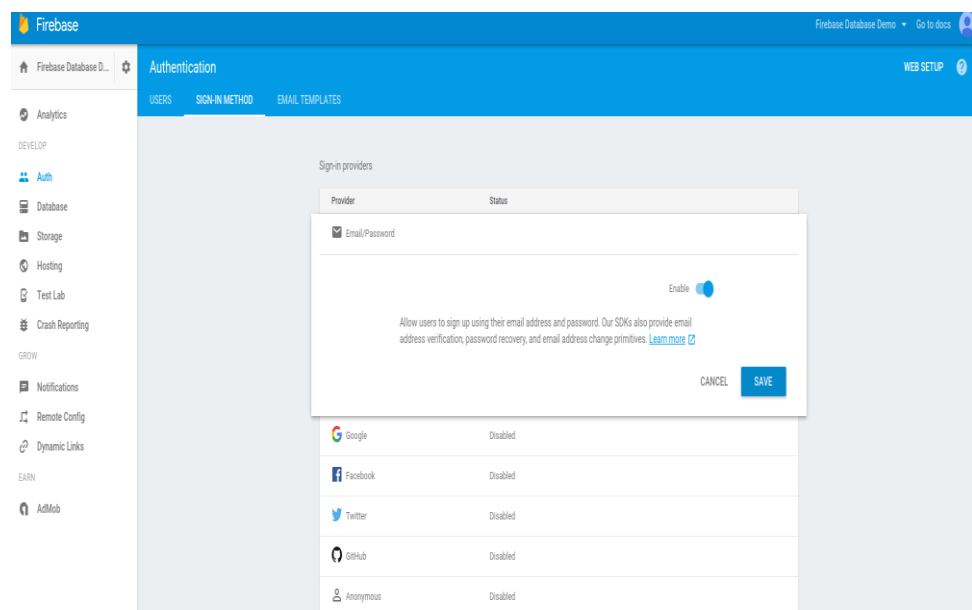 Firebase
Firebase Database Demo
Go to docs
Firebase Database D...
Authentication
WEB SETUP
?
USERS
SIGN-IN METHOD
EMAIL TEMPLATES
Analytics
DEVELOP
Auth
Database
Storage
Hosting
Test Lab
Crash Reporting
GROW
Notifications
Remote Config
Dynamic Links
EARN
AdMob
Sign-in providers
Provider Status
Email/Password
Enable
Allow users to sign up using their email address and password. Our SDKs also provide email
address verification, password recovery, and email address change primitives. Learn more
CANCEL SAVE
Google Disabled
Facebook Disabled
Twitter Disabled
GitHub Disabled
Anonymous Disabled